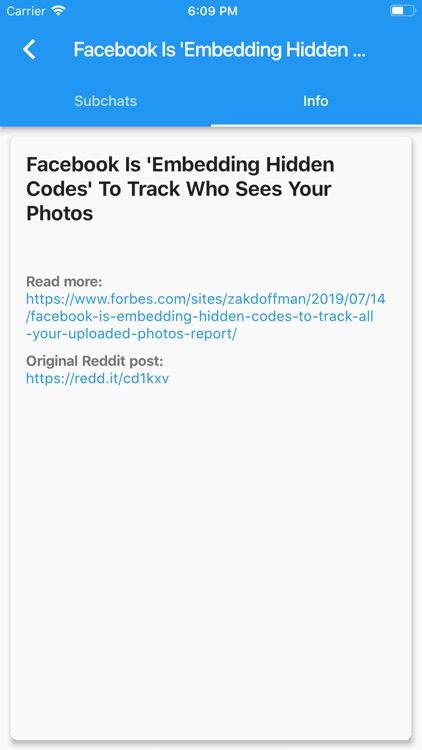 Carrier 6:09 PM
Facebook Is 'Embedding Hidden ...
Subchats Info
Facebook Is 'Embedding Hidden
Codes' To Track Who Sees Your
Photos
Read more:
https://www.forbes.com/sites/zakdoffman/2019/07/14
/facebook-is-embedding-hidden-codes-to-track-all
-your-uploaded-photos-report/
Original Reddit post:
https://redd.it/cd1kxv